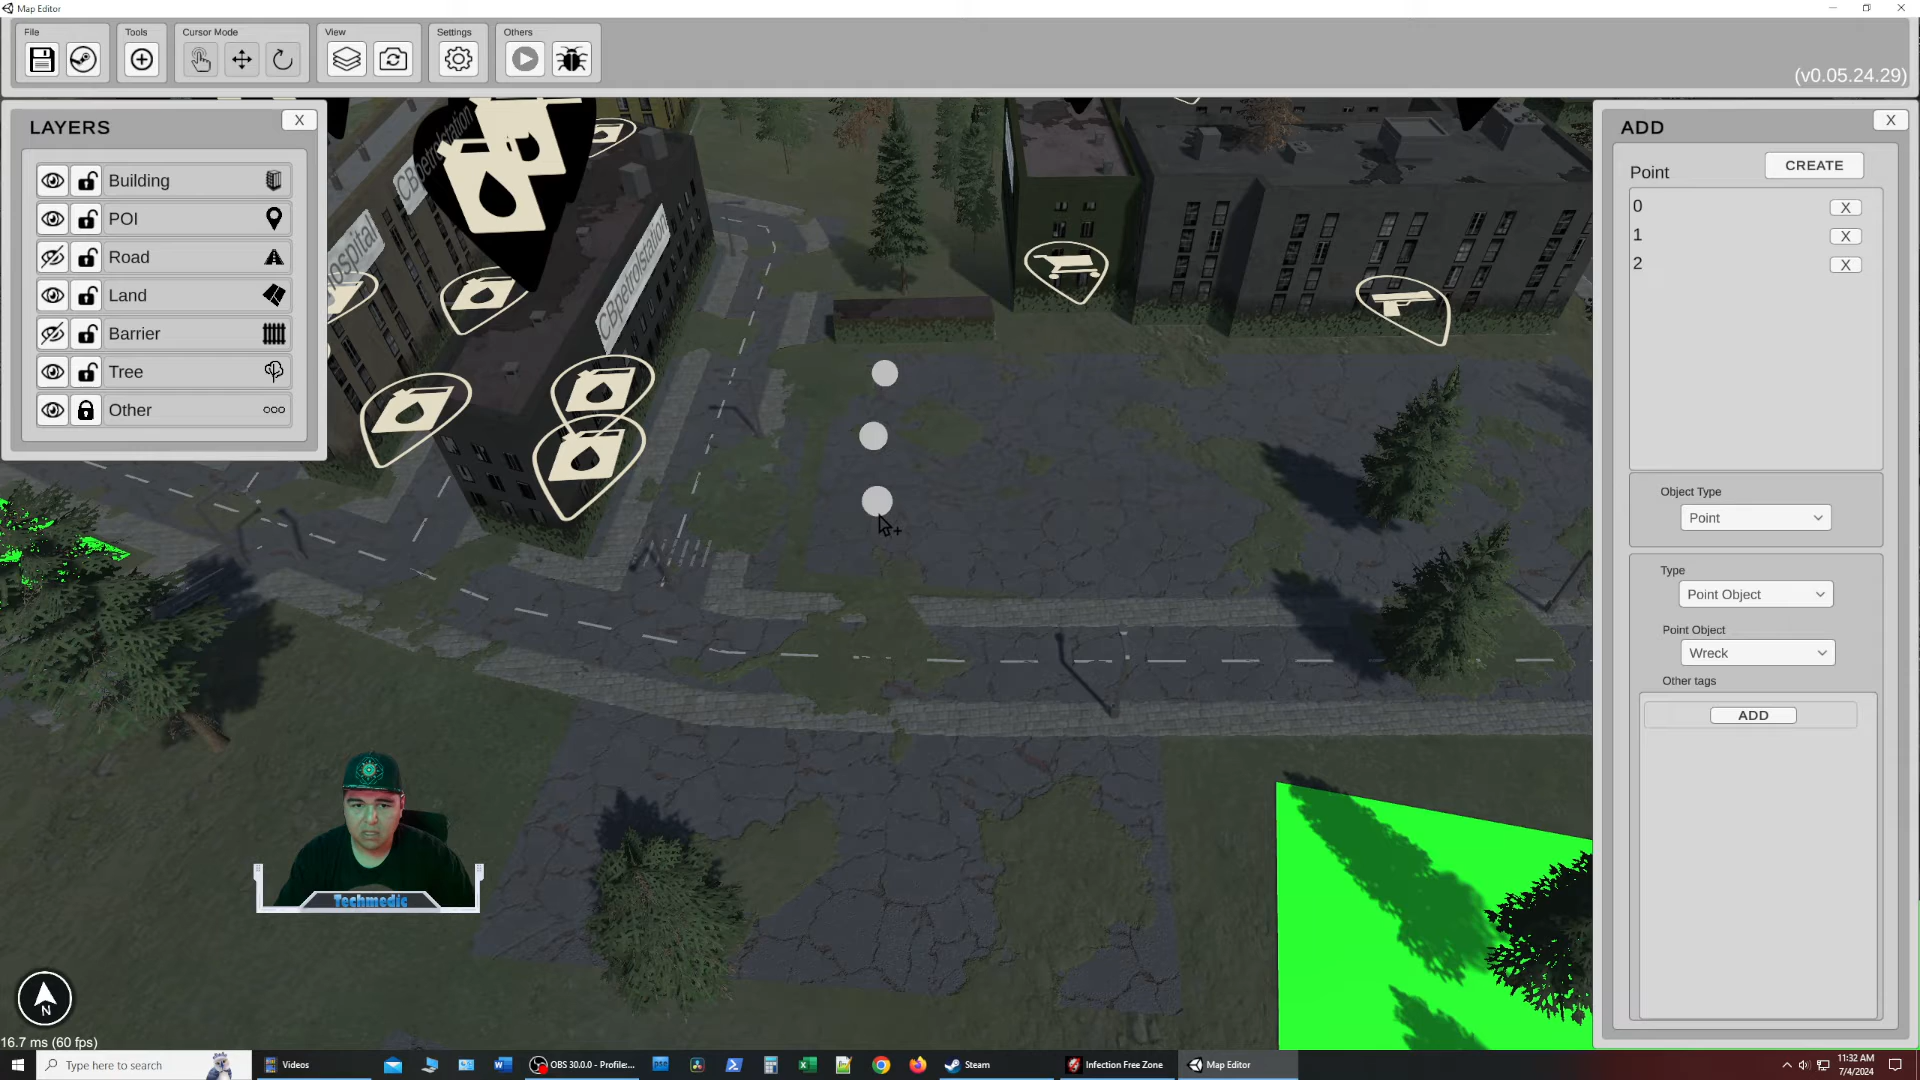 Map Editor
File
Tools
Cursor Mode
View
Settings
Others
(v0.05.24.29)
LAYERS
X
Building
POI
Road
Land
Barrier
Tree
Other
CBpetrolstation
CBpetrolstation
hospital
ADD
X
Point
CREATE
0
X
1
X
2
X
Object Type
Point
Type
Point Object
Point Object
Wreck
Other tags
ADD
Techmedic
N
16.7 ms (60 fps)
Type here to search
Videos
OBS 30.0.0 - Profile:...
Steam
Infection Free Zone
Map Editor
11:32 AM
7/4/2024